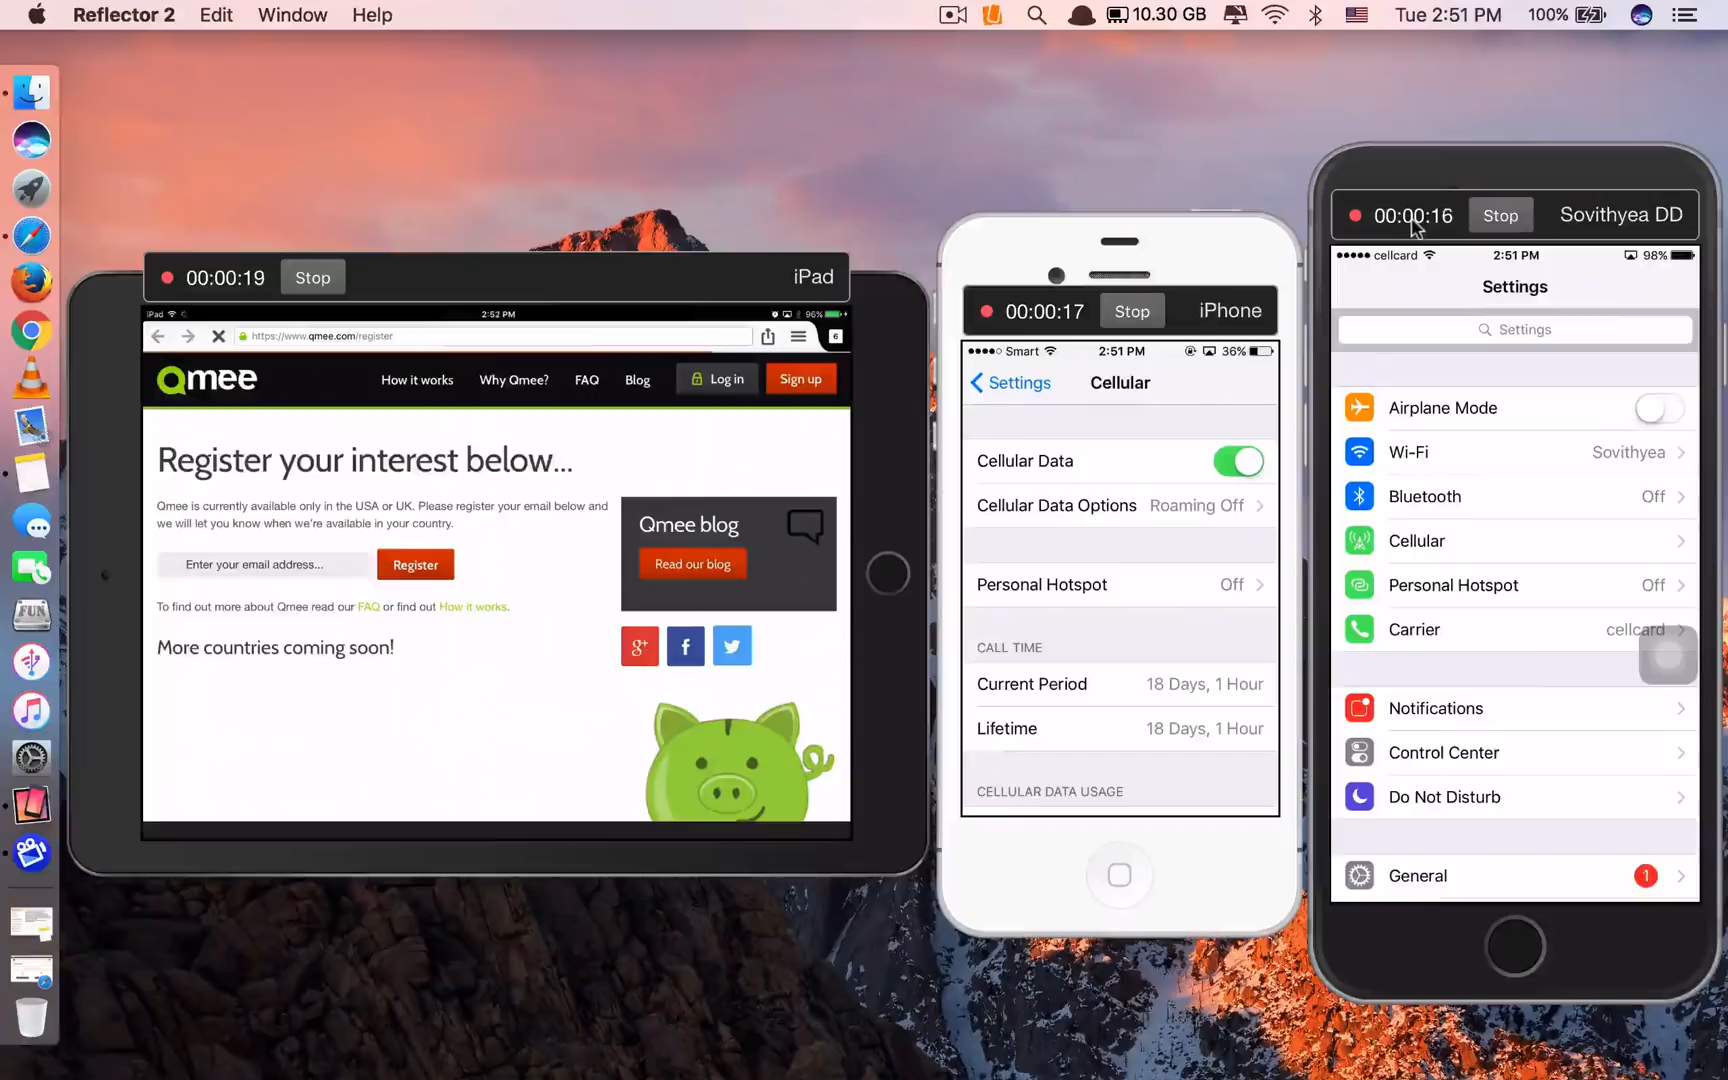 Reflector 2 Edit Window Help 10.30 GB Tue 2:51 PM 100%
00:00:19 Stop iPad
iPad 2:52 PM 96%
https://www.qmee.com/register 6
Qmee How it works Why Qmee? FAQ Blog Log in Sign up
Register your interest below...
Qmee is currently available only in the USA or UK. Please register your email below and
we will let you know when we're available in your country.
Enter your email address... Register
To find out more about Qmee read our FAQ or find out How it works.
More countries coming soon!
Qmee blog
Read our blog
g+ f
00:00:17 Stop iPhone
Smart 2:51 PM 36%
Settings Cellular
Cellular Data
Cellular Data Options Roaming Off
Personal Hotspot Off
CALL TIME
Current Period 18 Days, 1 Hour
Lifetime 18 Days, 1 Hour
CELLULAR DATA USAGE
00:00:16 Stop Sovithyea DD
cellcard 2:51 PM 98%
Settings
Settings
Airplane Mode
Wi-Fi Sovithyea
Bluetooth Off
Cellular
Personal Hotspot Off
Carrier cellcard
Notifications
Control Center
Do Not Disturb
General 1
FUN